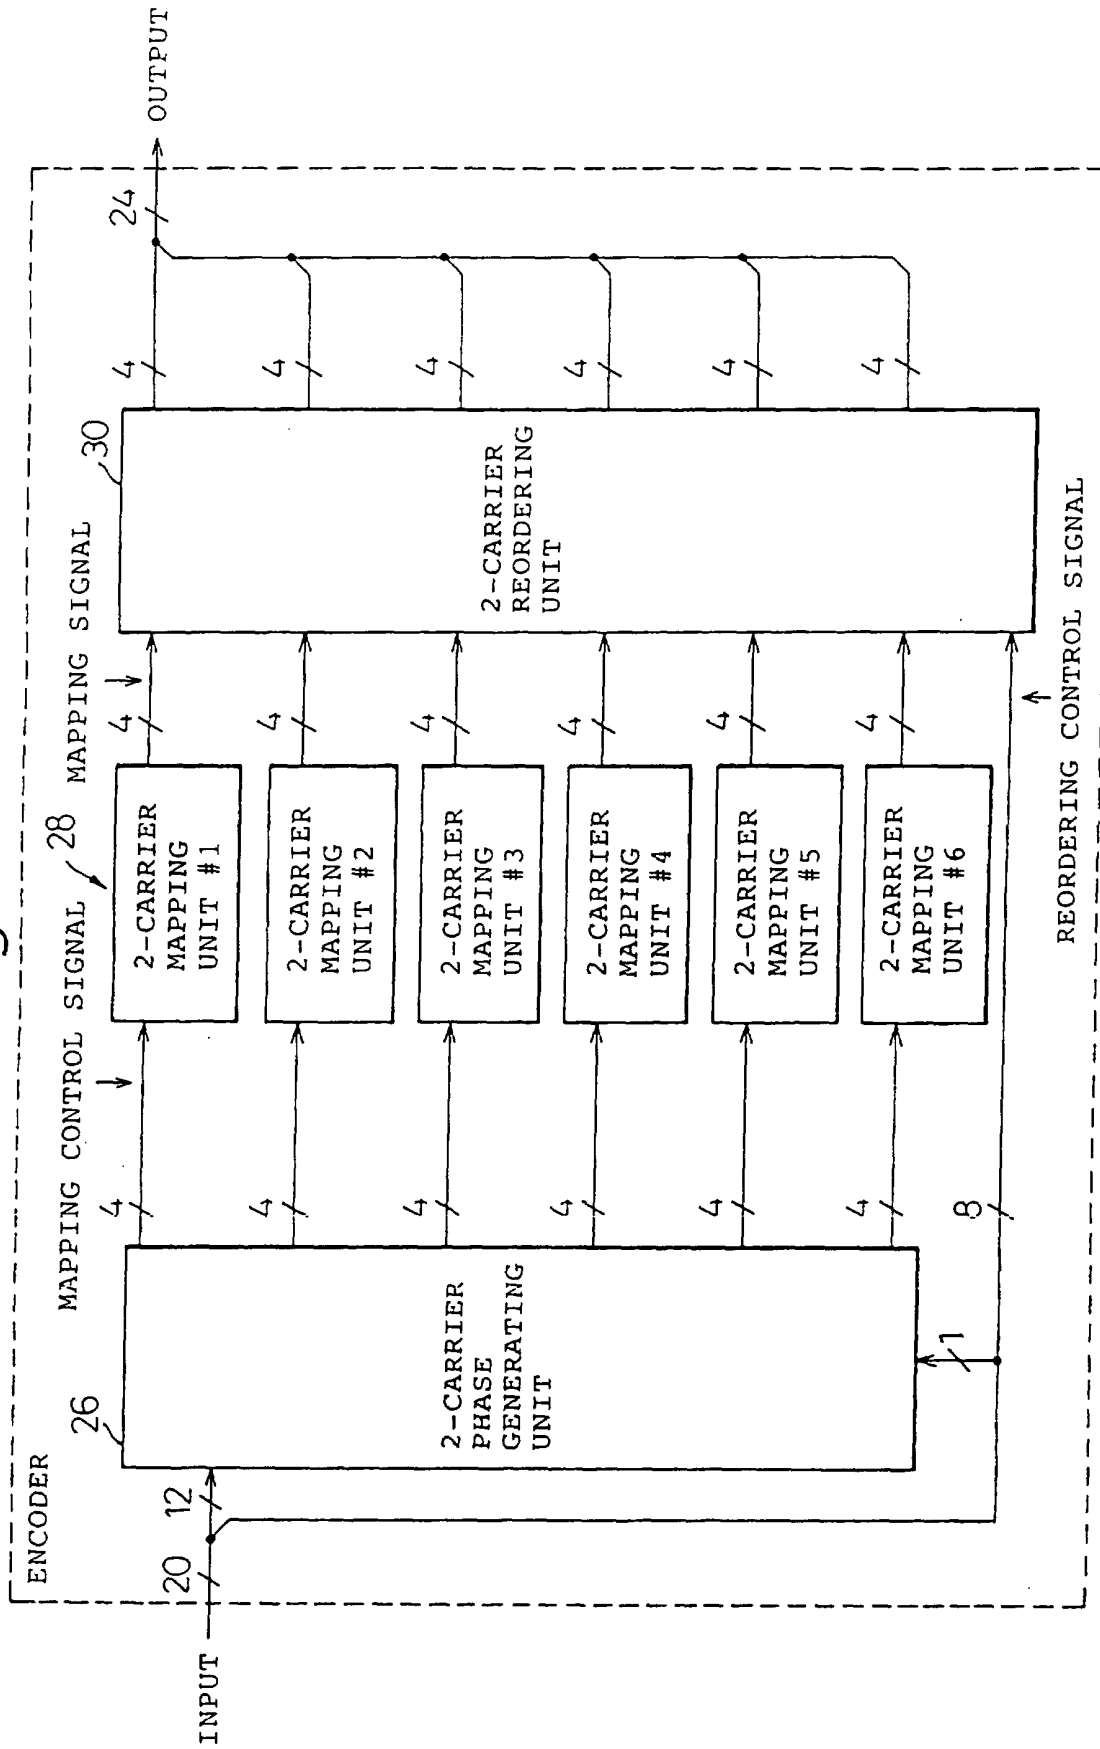 ENCODER
INPUT
20
12
26
2-CARRIER
PHASE
GENERATING
UNIT
1
8
MAPPING CONTROL SIGNAL
4
4
4
4
4
4
28
2-CARRIER
MAPPING
UNIT #1
2-CARRIER
MAPPING
UNIT #2
2-CARRIER
MAPPING
UNIT #3
2-CARRIER
MAPPING
UNIT #4
2-CARRIER
MAPPING
UNIT #5
2-CARRIER
MAPPING
UNIT #6
MAPPING SIGNAL
4
4
4
4
4
4
30
2-CARRIER
REORDERING
UNIT
REORDERING CONTROL SIGNAL
4
4
4
4
4
4
24
OUTPUT